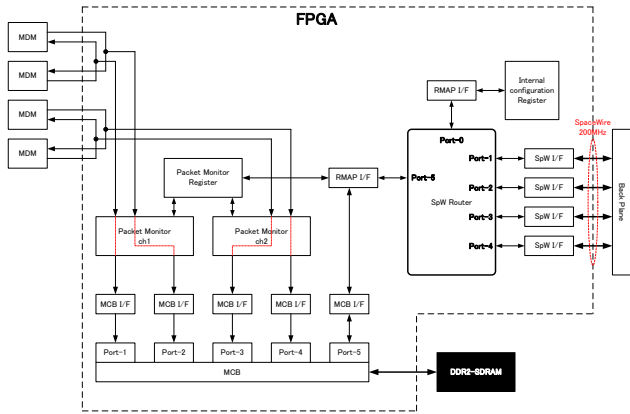 FPGA
MDM
MDM
MDM
MDM
RMAP I/F
Internal
configuration
Register
SpaceWire
200MHz
Port-0
Port-1
Port-2
Port-3
Port-4
Port-5
SpW Router
SpW I/F
SpW I/F
SpW I/F
SpW I/F
Back Plane
Packet Monitor
Register
RMAP I/F
Packet Monitor
ch1
Packet Monitor
ch2
MCB I/F
MCB I/F
MCB I/F
MCB I/F
MCB I/F
Port-1
Port-2
Port-3
Port-4
Port-5
MCB
DDR2-SDRAM